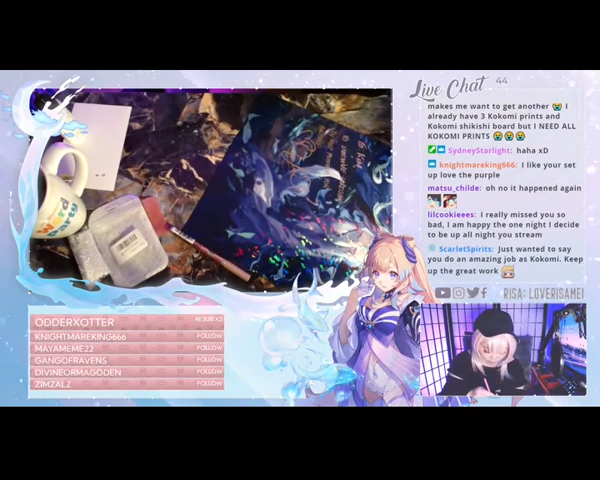 Live Chat 44
makes me want to get another 😭 I
already have 3 Kokomi prints and
Kokomi shikishi board but I NEED ALL
KOKOMI PRINTS 😭😭😭
SydneyStarlight: haha xD
knightmareking666: I like your set
up love the purple
matsu_childe: oh no it happened again
lilcookieees: I really missed you so
bad, I am happy the one night I decide
to be up all night you stream
ScarletSpirits: Just wanted to say
you do an amazing job as Kokomi. Keep
up the great work
RISA: LOVERISAMEI
ODDERXOTTER
RESUB X5
KNIGHTMAREKING666 FOLLOW
MAYAMEME22 FOLLOW
GANGOFRAVENS FOLLOW
DIVINEORMAGODEN FOLLOW
ZIMZALZ FOLLOW